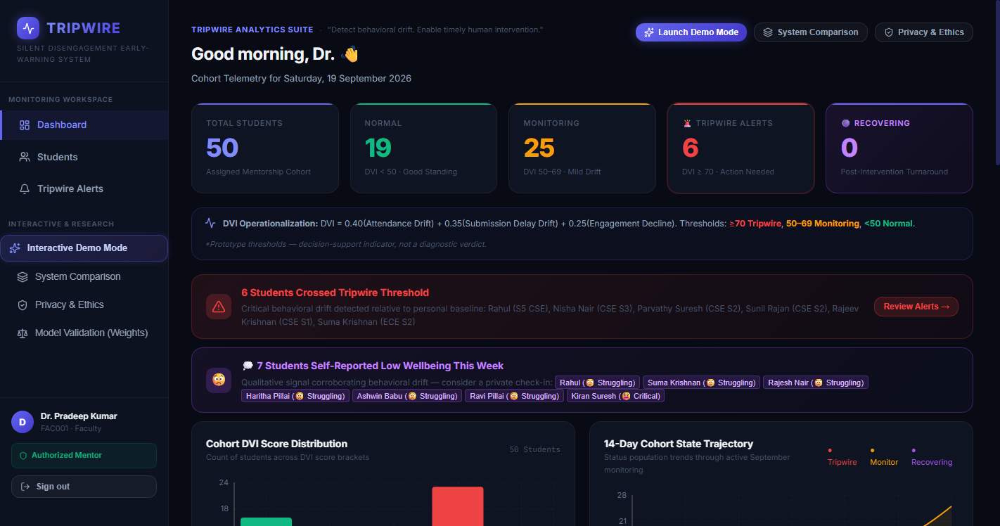 TRIPWIRE
SILENT DISENGAGEMENT EARLY-
WARNING SYSTEM
MONITORING WORKSPACE
Dashboard
Students
Tripwire Alerts
INTERACTIVE & RESEARCH
Interactive Demo Mode
System Comparison
Privacy & Ethics
Model Validation (Weights)
D
Dr. Pradeep Kumar
FAC001 · Faculty
Authorized Mentor
Sign out
TRIPWIRE ANALYTICS SUITE · "Detect behavioral drift. Enable timely human intervention."
Launch Demo Mode
System Comparison
Privacy & Ethics
Good morning, Dr. 👋
Cohort Telemetry for Saturday, 19 September 2026
TOTAL STUDENTS
50
Assigned Mentorship Cohort
NORMAL
19
DVI < 50 · Good Standing
MONITORING
25
DVI 50–69 · Mild Drift
🚨 TRIPWIRE ALERTS
6
DVI ≥ 70 · Action Needed
🟣 RECOVERING
0
Post-Intervention Turnaround
DVI Operationalization: DVI = 0.40(Attendance Drift) + 0.35(Submission Delay Drift) + 0.25(Engagement Decline). Thresholds: ≥70 Tripwire, 50–69 Monitoring, <50 Normal.
*Prototype thresholds — decision-support indicator, not a diagnostic verdict.
6 Students Crossed Tripwire Threshold
Critical behavioral drift detected relative to personal baseline: Rahul (S5 CSE), Nisha Nair (CSE S3), Parvathy Suresh (CSE S2), Sunil Rajan (CSE S2), Rajeev
Krishnan (CSE S1), Suma Krishnan (ECE S2)
Review Alerts →
💭 7 Students Self-Reported Low Wellbeing This Week
Qualitative signal corroborating behavioral drift — consider a private check-in: Rahul (😟 Struggling) Suma Krishnan (😟 Struggling) Rajesh Nair (😟 Struggling)
Haritha Pillai (😟 Struggling) Ashwin Babu (😟 Struggling) Ravi Pillai (😟 Struggling) Kiran Suresh (😫 Critical)
Cohort DVI Score Distribution
Count of students across DVI score brackets
50 Students
24
18
14-Day Cohort State Trajectory
Status population trends through active September
monitoring
Tripwire
Monitor
Recovering
28
21